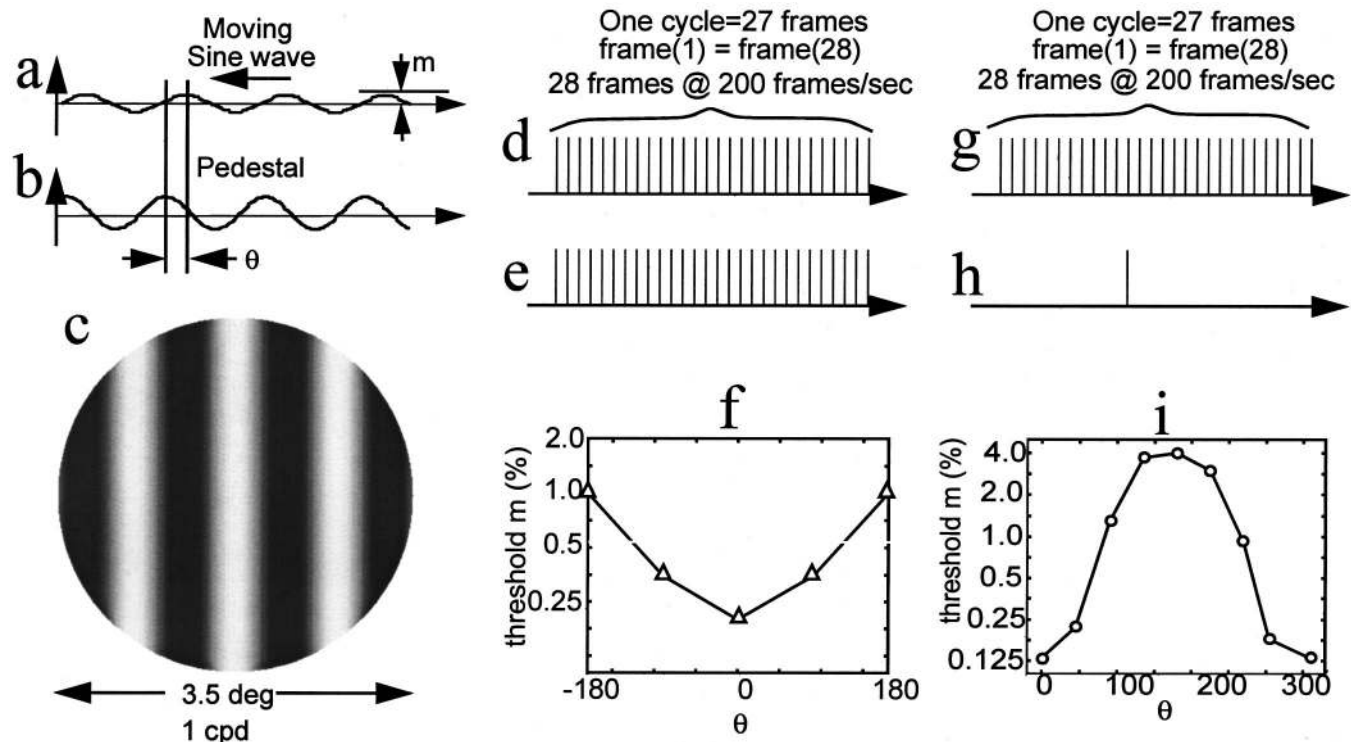 a
Moving
Sine wave
m
b
Pedestal
θ
c
3.5 deg
1 cpd
One cycle=27 frames
frame(1) = frame(28)
28 frames @ 200 frames/sec
d
e
f
threshold m (%)
2.0
1.0
0.5
0.25
-180 0 180
θ
One cycle=27 frames
frame(1) = frame(28)
28 frames @ 200 frames/sec
g
h
i
threshold m (%)
4.0
2.0
1.0
0.5
0.25
0.125
0 100 200 300
θ